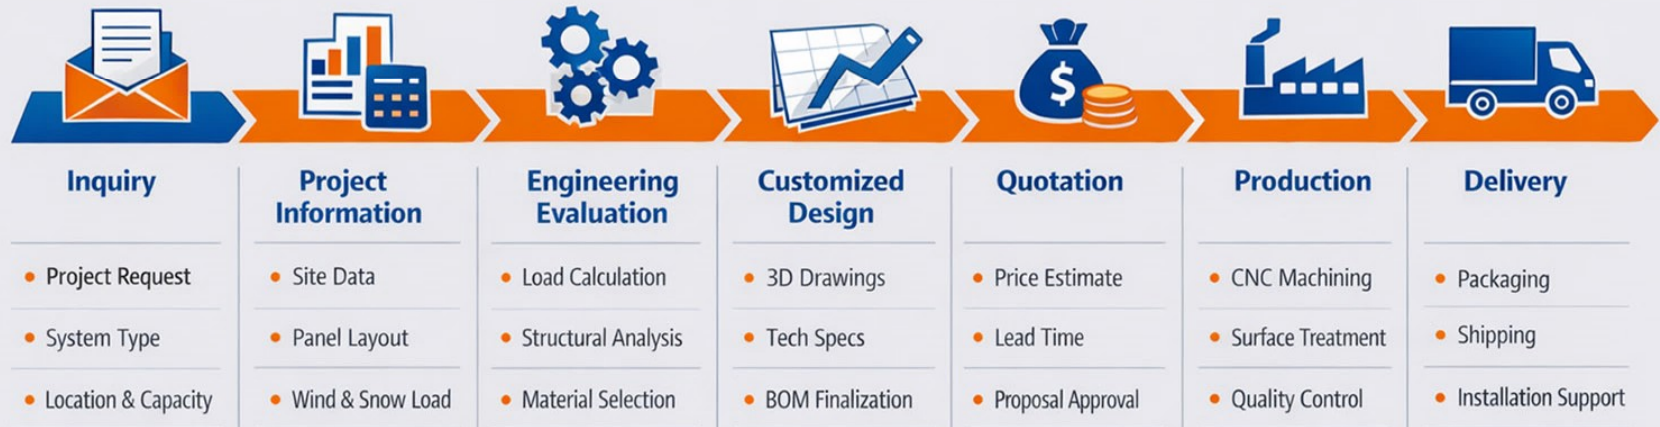 $
Inquiry
Project Request
System Type
Location & Capacity
Project
Information
Site Data
Panel Layout
Wind & Snow Load
Engineering
Evaluation
Load Calculation
Structural Analysis
Material Selection
Customized
Design
3D Drawings
Tech Specs
BOM Finalization
Quotation
Price Estimate
Lead Time
Proposal Approval
Production
CNC Machining
Surface Treatment
Quality Control
Delivery
Packaging
Shipping
Installation Support